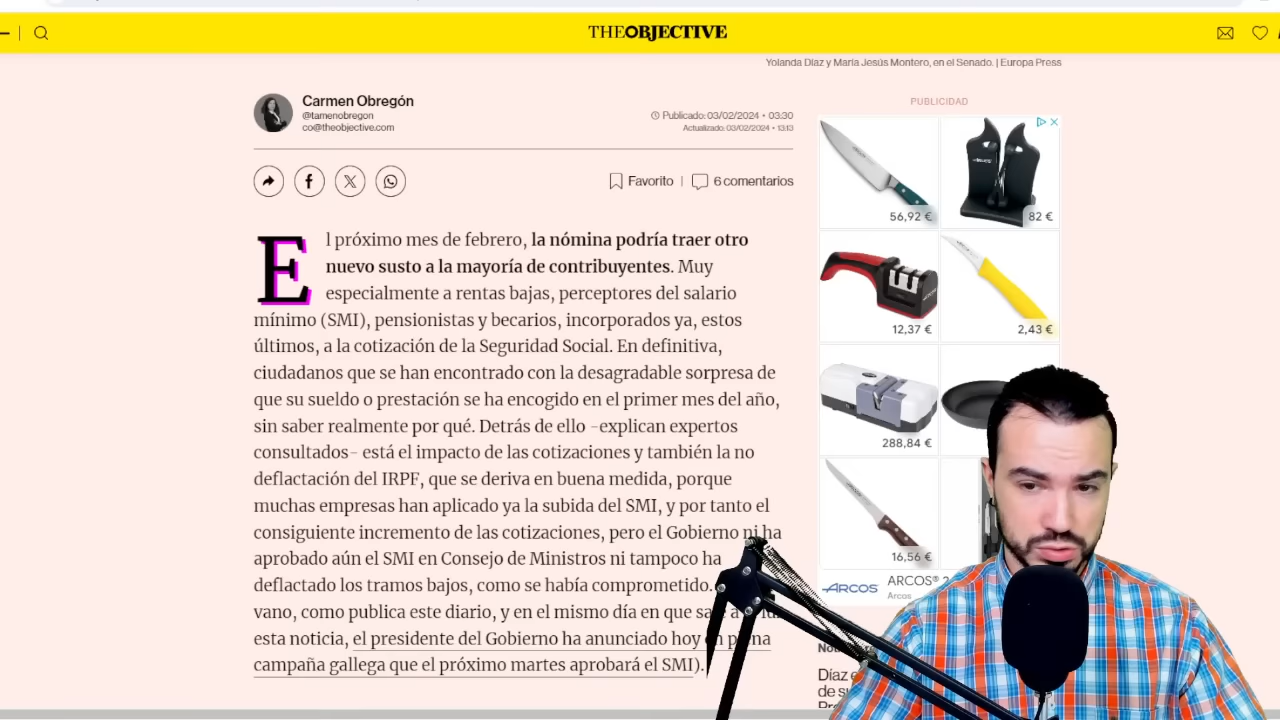 THEOBJECTIVE
Yolanda Díaz y María Jesús Montero, en el Senado. | Europa Press
Carmen Obregón
@tamenobregon
co@theobjective.com
Publicado: 03/02/2024 • 03:30
Actualizado: 03/02/2024 • 13:13
PUBLICIDAD
Favorito | 6 comentarios
El próximo mes de febrero, la nómina podría traer otro
nuevo susto a la mayoría de contribuyentes. Muy
especialmente a rentas bajas, perceptores del salario
mínimo (SMI), pensionistas y becarios, incorporados ya, estos
últimos, a la cotización de la Seguridad Social. En definitiva,
ciudadanos que se han encontrado con la desagradable sorpresa de
que su sueldo o prestación se ha encogido en el primer mes del año,
sin saber realmente por qué. Detrás de ello -explican expertos
consultados- está el impacto de las cotizaciones y también la no
deflactación del IRPF, que se deriva en buena medida, porque
muchas empresas han aplicado ya la subida del SMI, y por tanto el
consiguiente incremento de las cotizaciones, pero el Gobierno ni ha
aprobado aún el SMI en Consejo de Ministros ni tampoco ha
deflactado los tramos bajos, como se había comprometido.
vano, como publica este diario, y en el mismo día en que
esta noticia, el presidente del Gobierno ha anunciado hoy
campaña gallega que el próximo martes aprobará el SMI).
56,92 €
82 €
12,37 €
2,43 €
288,84 €
16,56 €
ARCOS
ARCOS®
Arcos
Díaz
de